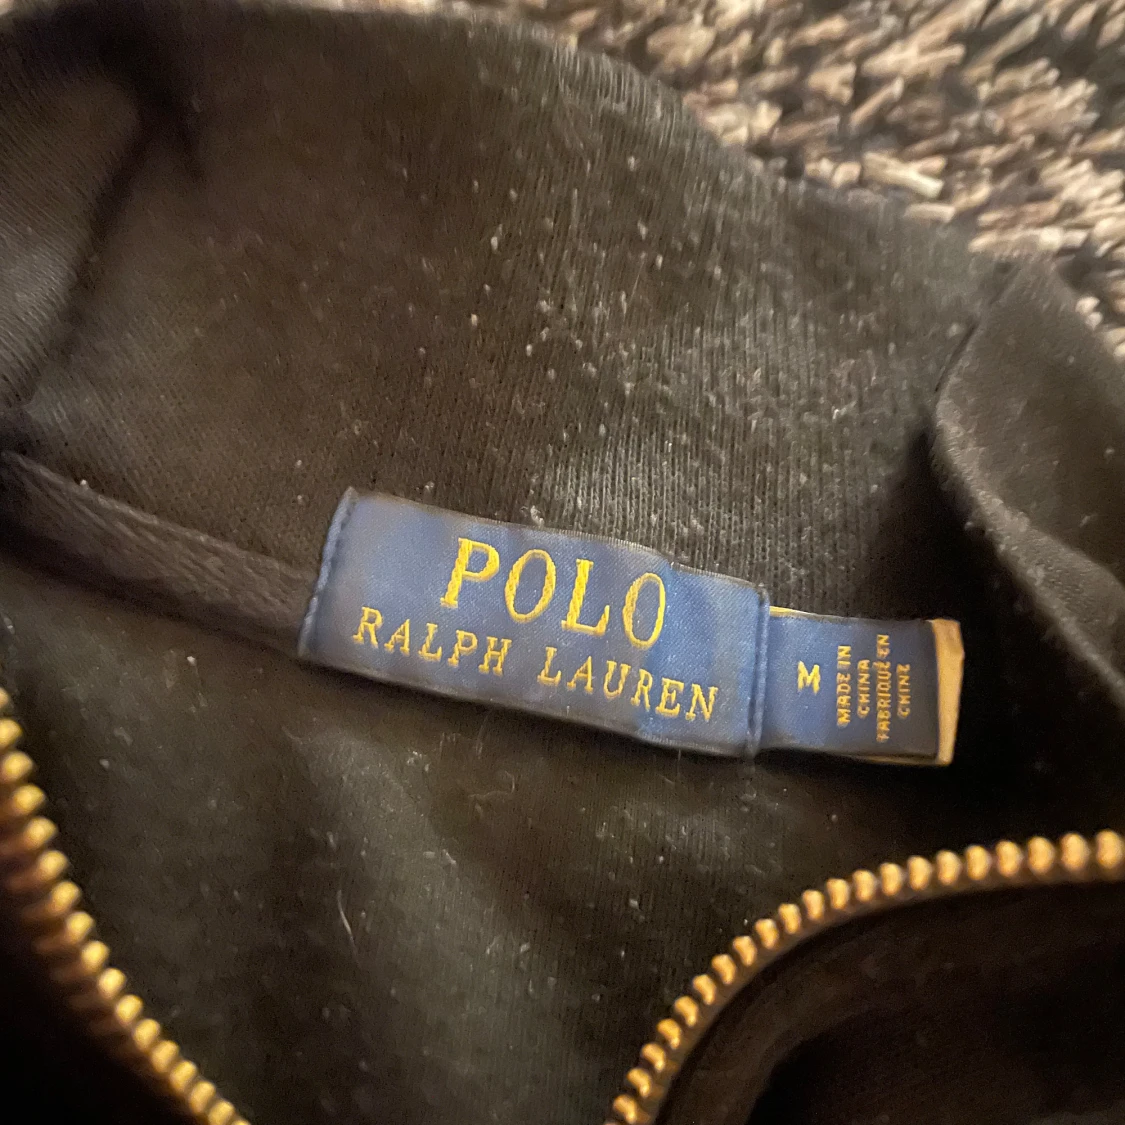 POLO
RALPH LAUREN
M
MADE IN
CHINA
FABRIQUÉ EN
CHINE